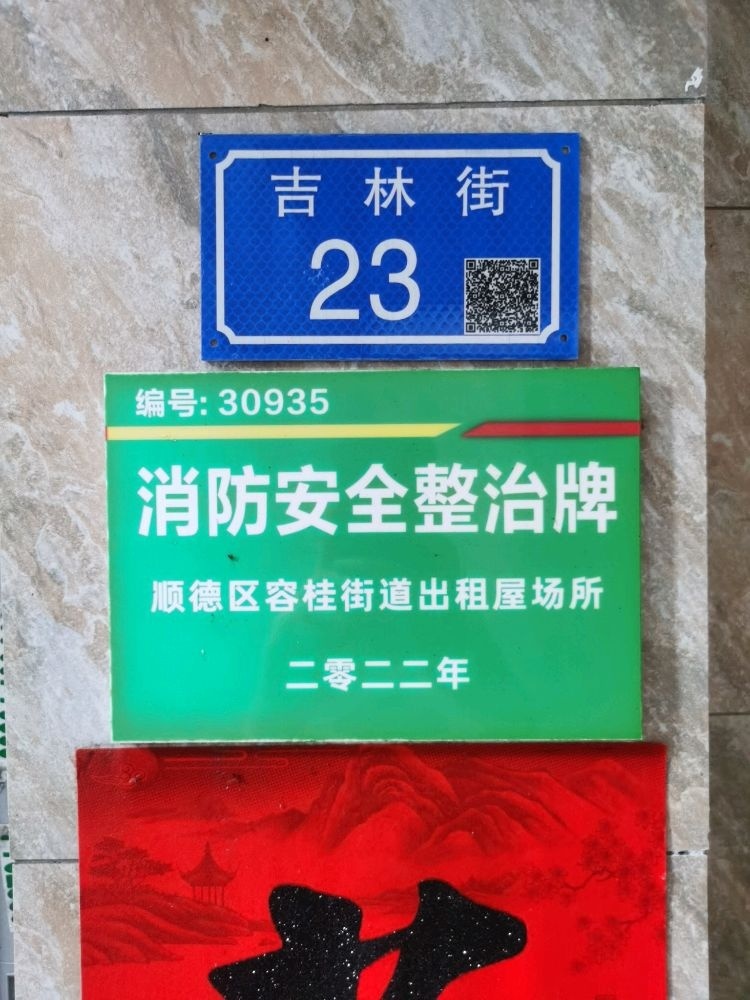 吉林街
23
编号: 30935
消防安全整治牌
顺德区容桂街道出租屋场所
二零二二年